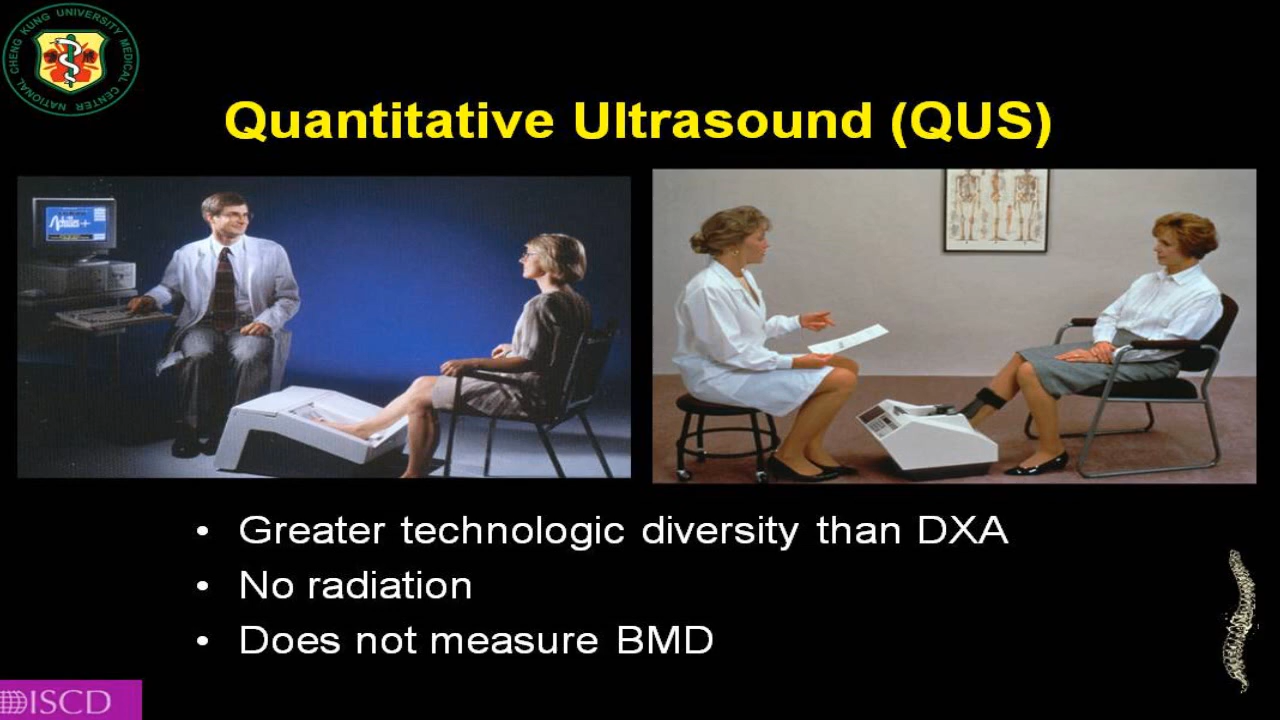 NATIONAL CHENG KUNG UNIVERSITY MEDICAL CENTER
Quantitative Ultrasound (QUS)
Achilles+
• Greater technologic diversity than DXA
• No radiation
• Does not measure BMD
ISCD